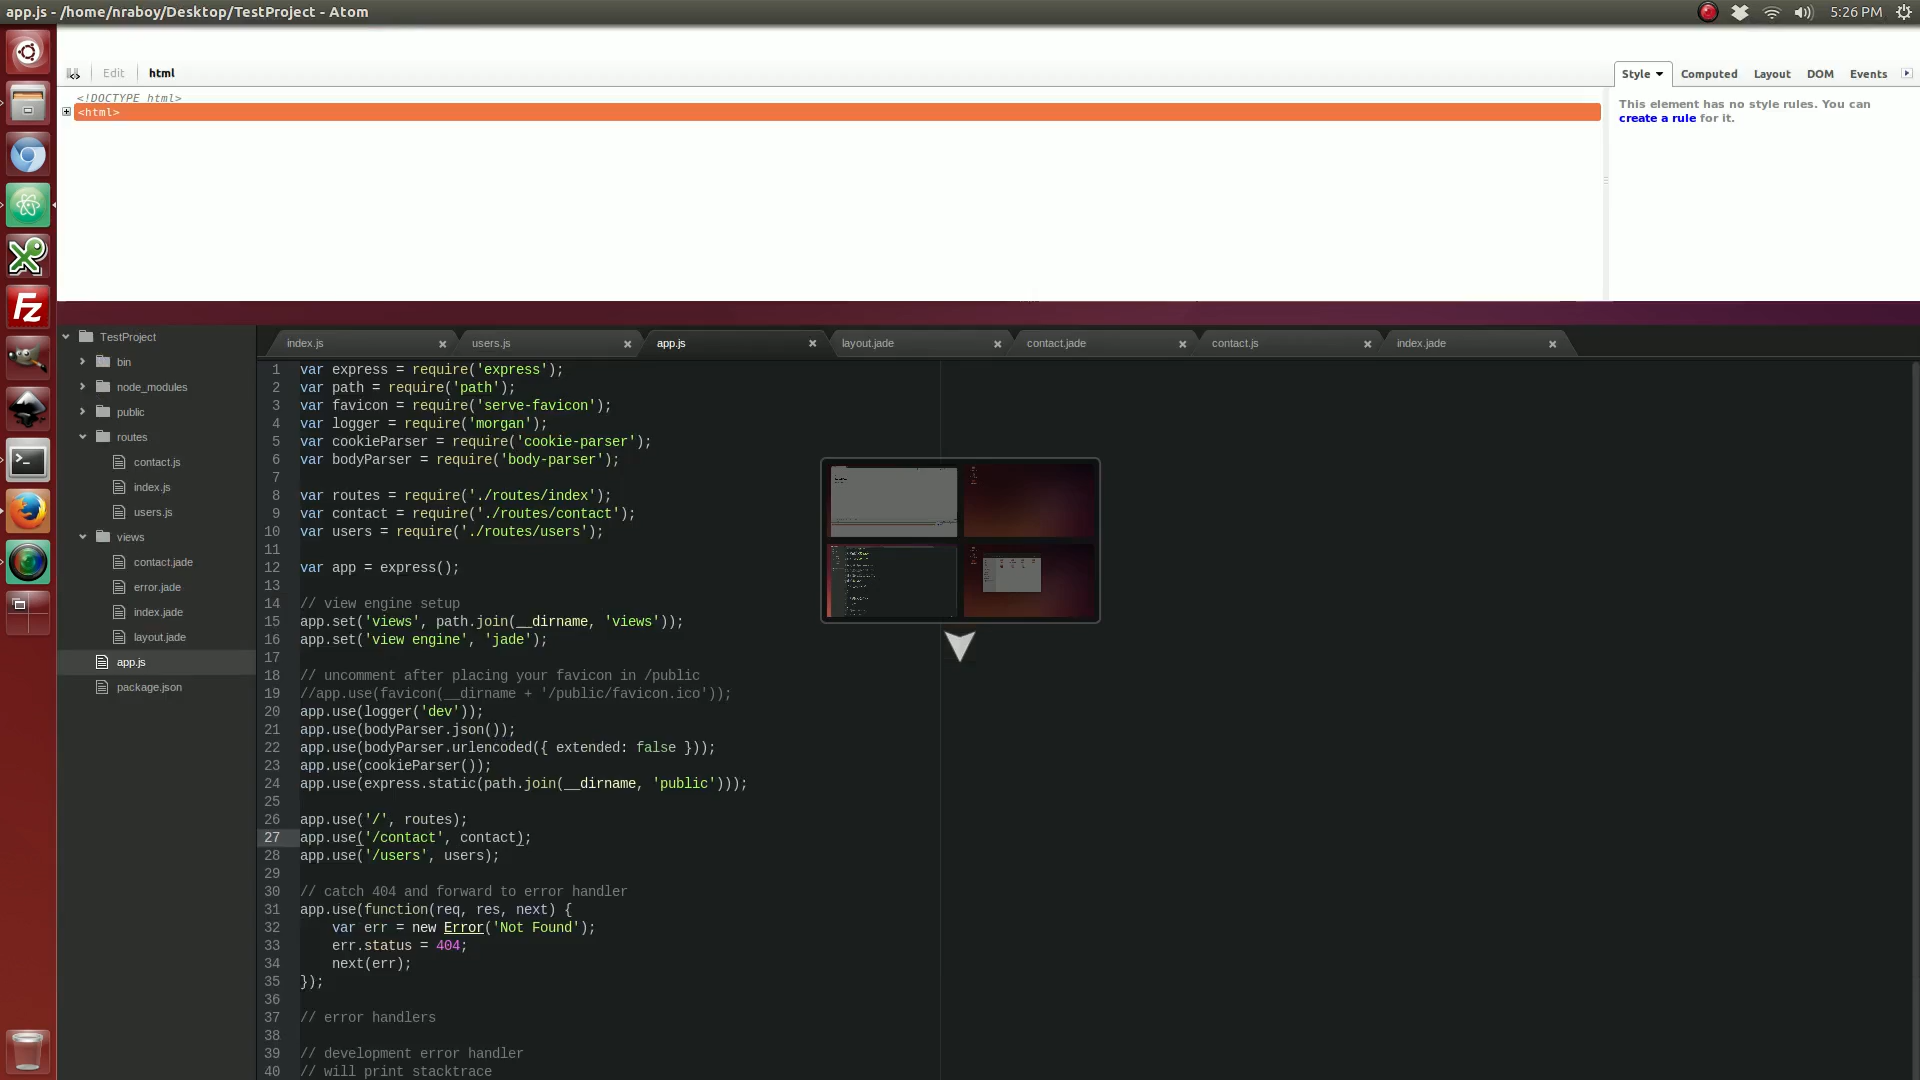 app.js - /home/nraboy/Desktop/TestProject - Atom
5:26 PM
Edit
html
Style
Computed
Layout
DOM
Events
<!DOCTYPE html>
<html>
This element has no style rules. You can
create a rule for it.
TestProject
bin
node_modules
public
routes
contact.js
index.js
users.js
views
contact.jade
error.jade
index.jade
layout.jade
app.js
package.json
index.js
users.js
app.js
layout.jade
contact.jade
contact.js
index.jade
1 var express = require('express');
2 var path = require('path');
3 var favicon = require('serve-favicon');
4 var logger = require('morgan');
5 var cookieParser = require('cookie-parser');
6 var bodyParser = require('body-parser');
7
8 var routes = require('./routes/index');
9 var contact = require('./routes/contact');
10 var users = require('./routes/users');
11
12 var app = express();
13
14 // view engine setup
15 app.set('views', path.join(__dirname, 'views'));
16 app.set('view engine', 'jade');
17
18 // uncomment after placing your favicon in /public
19 //app.use(favicon(__dirname + '/public/favicon.ico'));
20 app.use(logger('dev'));
21 app.use(bodyParser.json());
22 app.use(bodyParser.urlencoded({ extended: false }));
23 app.use(cookieParser());
24 app.use(express.static(path.join(__dirname, 'public')));
25
26 app.use('/', routes);
27 app.use('/contact', contact);
28 app.use('/users', users);
29
30 // catch 404 and forward to error handler
31 app.use(function(req, res, next) {
32 var err = new Error('Not Found');
33 err.status = 404;
34 next(err);
35 });
36
37 // error handlers
38
39 // development error handler
40 // will print stacktrace